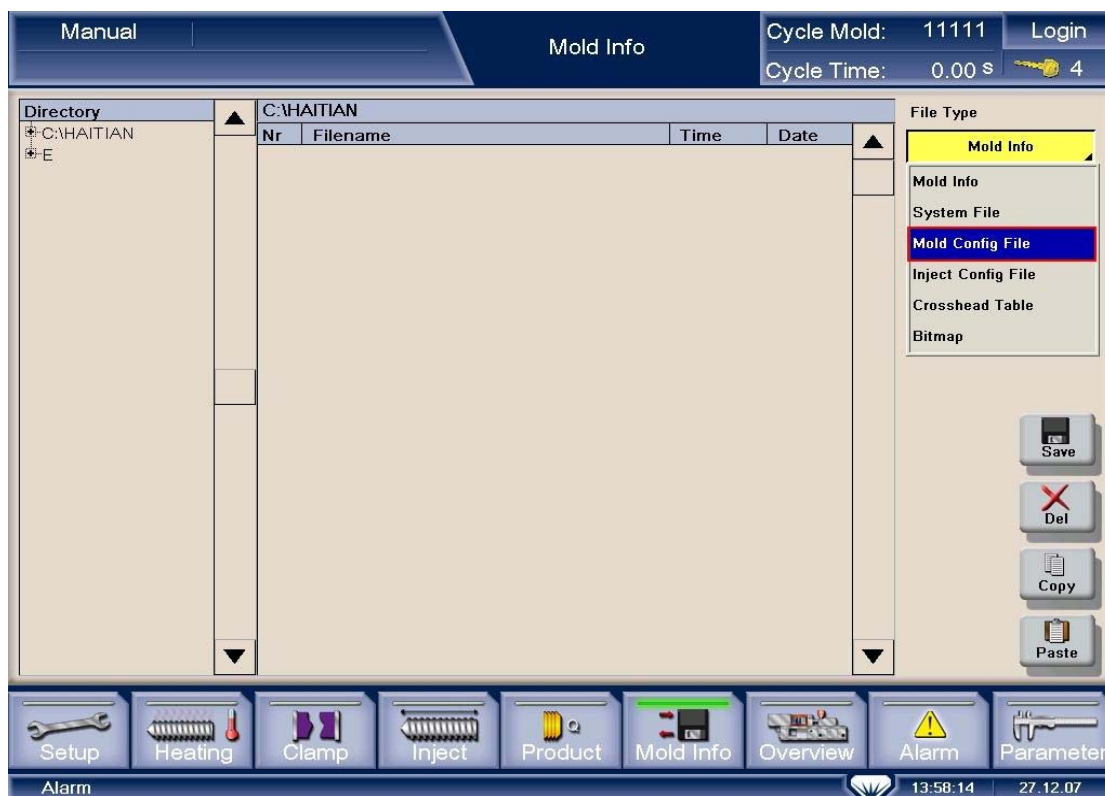 Manual
Mold Info
Cycle Mold: 11111
Login
Cycle Time: 0.00 s
4
Directory
C:\HAITIAN
E
C:\HAITIAN
Nr Filename Time Date
File Type
Mold Info
Mold Info
System File
Mold Config File
Inject Config File
Crosshead Table
Bitmap
Save
Del
Copy
Paste
Setup Heating Clamp Inject Product Mold Info Overview Alarm Parameter
Alarm 13:58:14 27.12.07